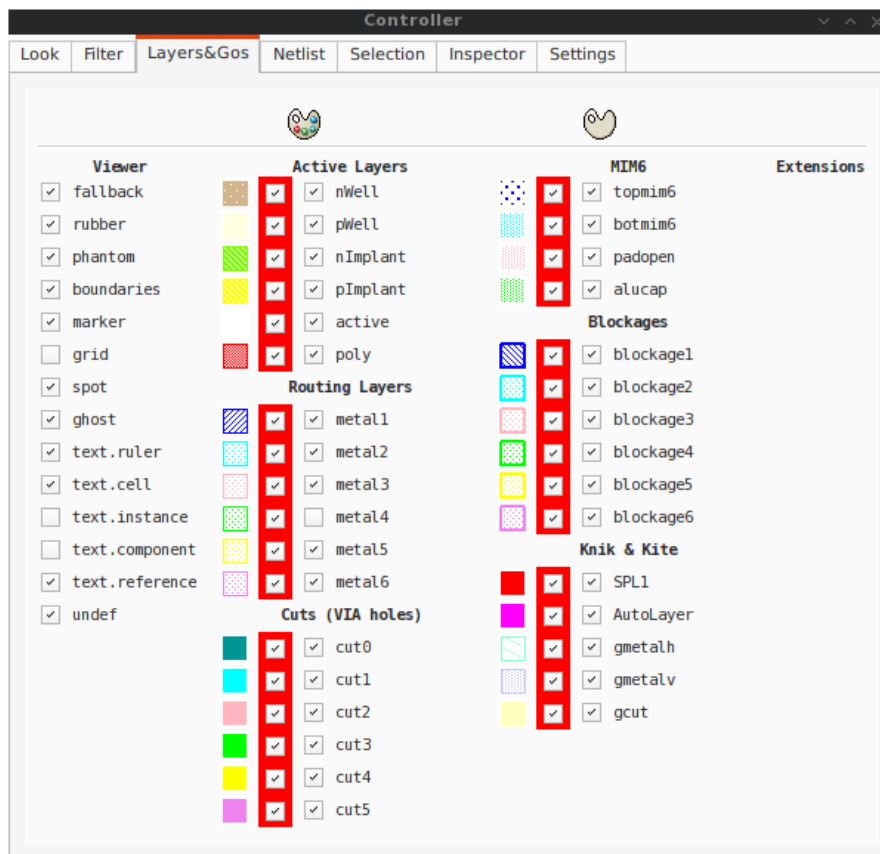 Controller
Look Filter Layers&Gos Netlist Selection Inspector Settings
Viewer
fallback
rubber
phantom
boundaries
marker
grid
spot
ghost
text.ruler
text.cell
text.instance
text.component
text.reference
undef
Active Layers
nWell
pWell
nImplant
pImplant
active
poly
Routing Layers
metal1
metal2
metal3
metal4
metal5
metal6
Cuts (VIA holes)
cut0
cut1
cut2
cut3
cut4
cut5
MIM6
topmim6
botmim6
padopen
alucap
Blockages
blockage1
blockage2
blockage3
blockage4
blockage5
blockage6
Knik & Kite
SPL1
AutoLayer
gmetalh
gmetalv
gcut
Extensions